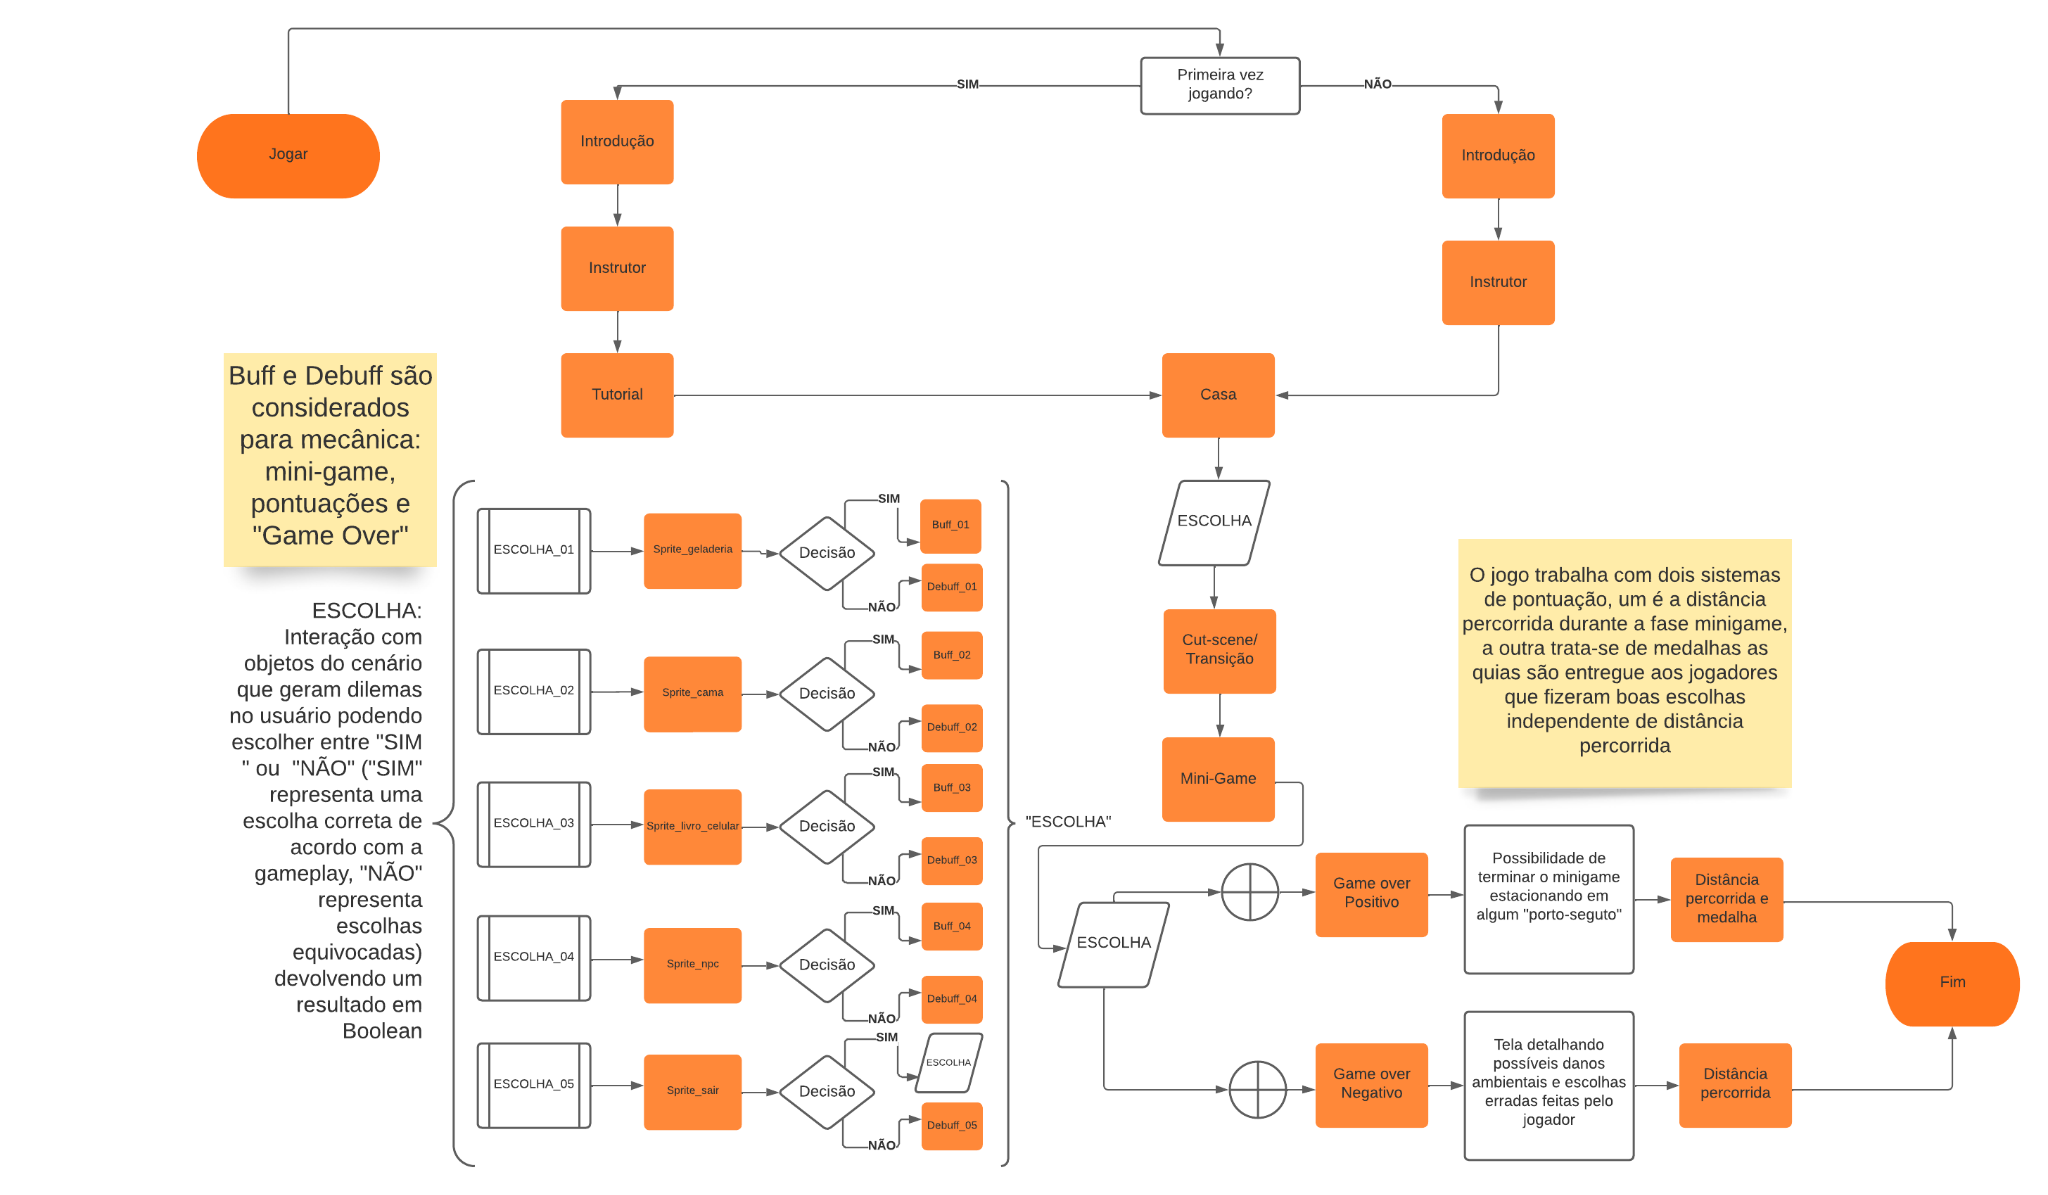 Primeira vez
jogando?
SIM
NÃO
Jogar
Introdução
Introdução
Instrutor
Instrutor
Tutorial
Casa
Buff e Debuff são
considerados
para mecânica:
mini-game,
pontuações e
"Game Over"
ESCOLHA:
Interação com
objetos do cenário
que geram dilemas
no usuário podendo
escolher entre "SIM
" ou  "NÃO" ("SIM"
representa uma
escolha correta de
acordo com a
gameplay, "NÃO"
representa
escolhas
equivocadas)
devolvendo um
resultado em
Boolean
ESCOLHA_01
Sprite_geladeria
Decisão
SIM
Buff_01
NÃO
Debuff_01
ESCOLHA_02
Sprite_cama
Decisão
SIM
Buff_02
NÃO
Debuff_02
ESCOLHA_03
Sprite_livro_celular
Decisão
SIM
Buff_03
NÃO
Debuff_03
ESCOLHA_04
Sprite_npc
Decisão
SIM
Buff_04
NÃO
Debuff_04
ESCOLHA_05
Sprite_sair
Decisão
SIM
ESCOLHA
NÃO
Debuff_05
"ESCOLHA"
ESCOLHA
Cut-scene/
Transição
Mini-Game
O jogo trabalha com dois sistemas
de pontuação, um é a distância
percorrida durante a fase minigame,
a outra trata-se de medalhas as
quias são entregue aos jogadores
que fizeram boas escolhas
independente de distância
percorrida
ESCOLHA
Game over
Positivo
Possibilidade de
terminar o minigame
estacionando em
algum "porto-seguto"
Distância
percorrida e
medalha
Game over
Negativo
Tela detalhando
possíveis danos
ambientais e escolhas
erradas feitas pelo
jogador
Distância
percorrida
Fim